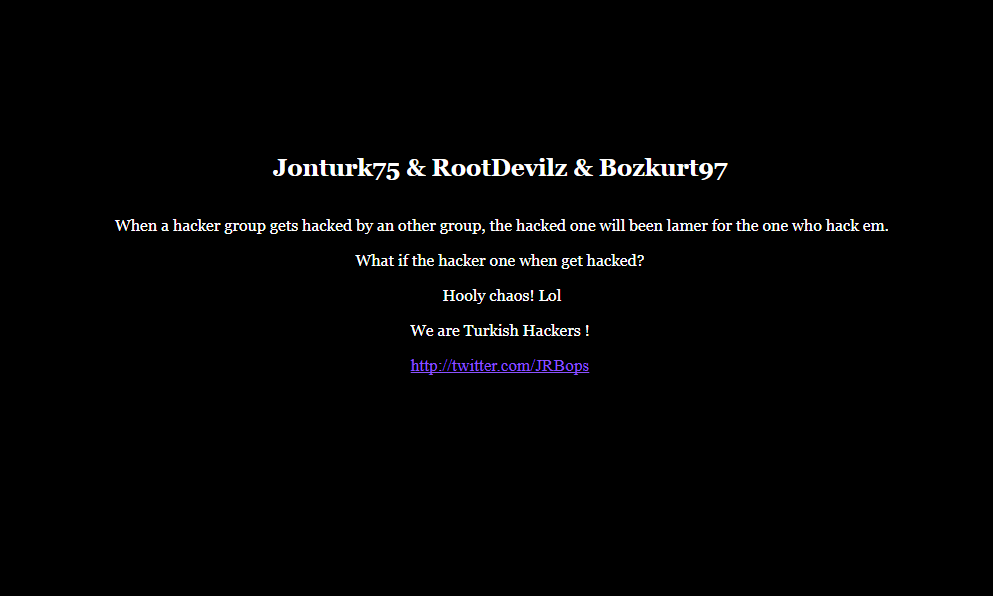 Jonturk75 & RootDevilz & Bozkurt97
When a hacker group gets hacked by an other group, the hacked one will been lamer for the one who hack em.
What if the hacker one when get hacked?
Hooly chaos! Lol
We are Turkish Hackers !
http://twitter.com/JRBops